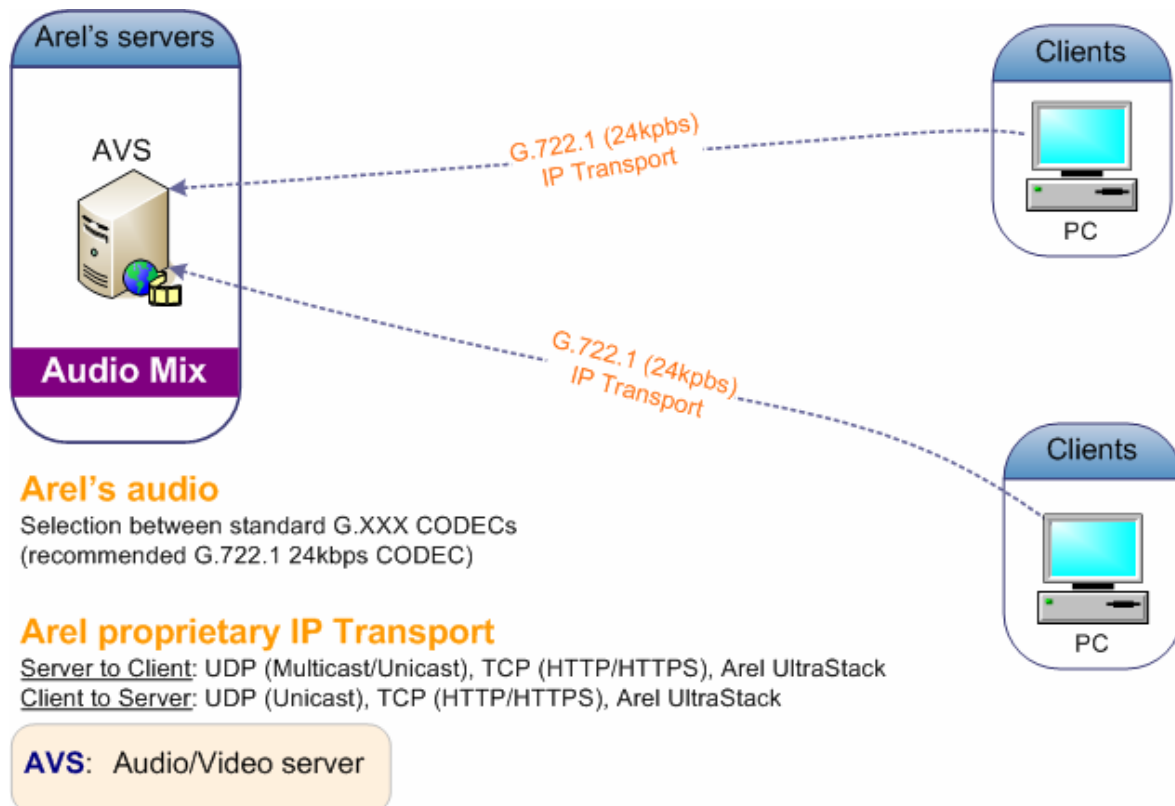 Arel's servers
AVS
Audio Mix
G.722.1 (24kpbs)
IP Transport
Clients
PC
G.722.1 (24kpbs)
IP Transport
Clients
PC
Arel's audio
Selection between standard G.XXX CODECs
(recommended G.722.1 24kbps CODEC)
Arel proprietary IP Transport
Server to Client: UDP (Multicast/Unicast), TCP (HTTP/HTTPS), Arel UltraStack
Client to Server: UDP (Unicast), TCP (HTTP/HTTPS), Arel UltraStack
AVS: Audio/Video server